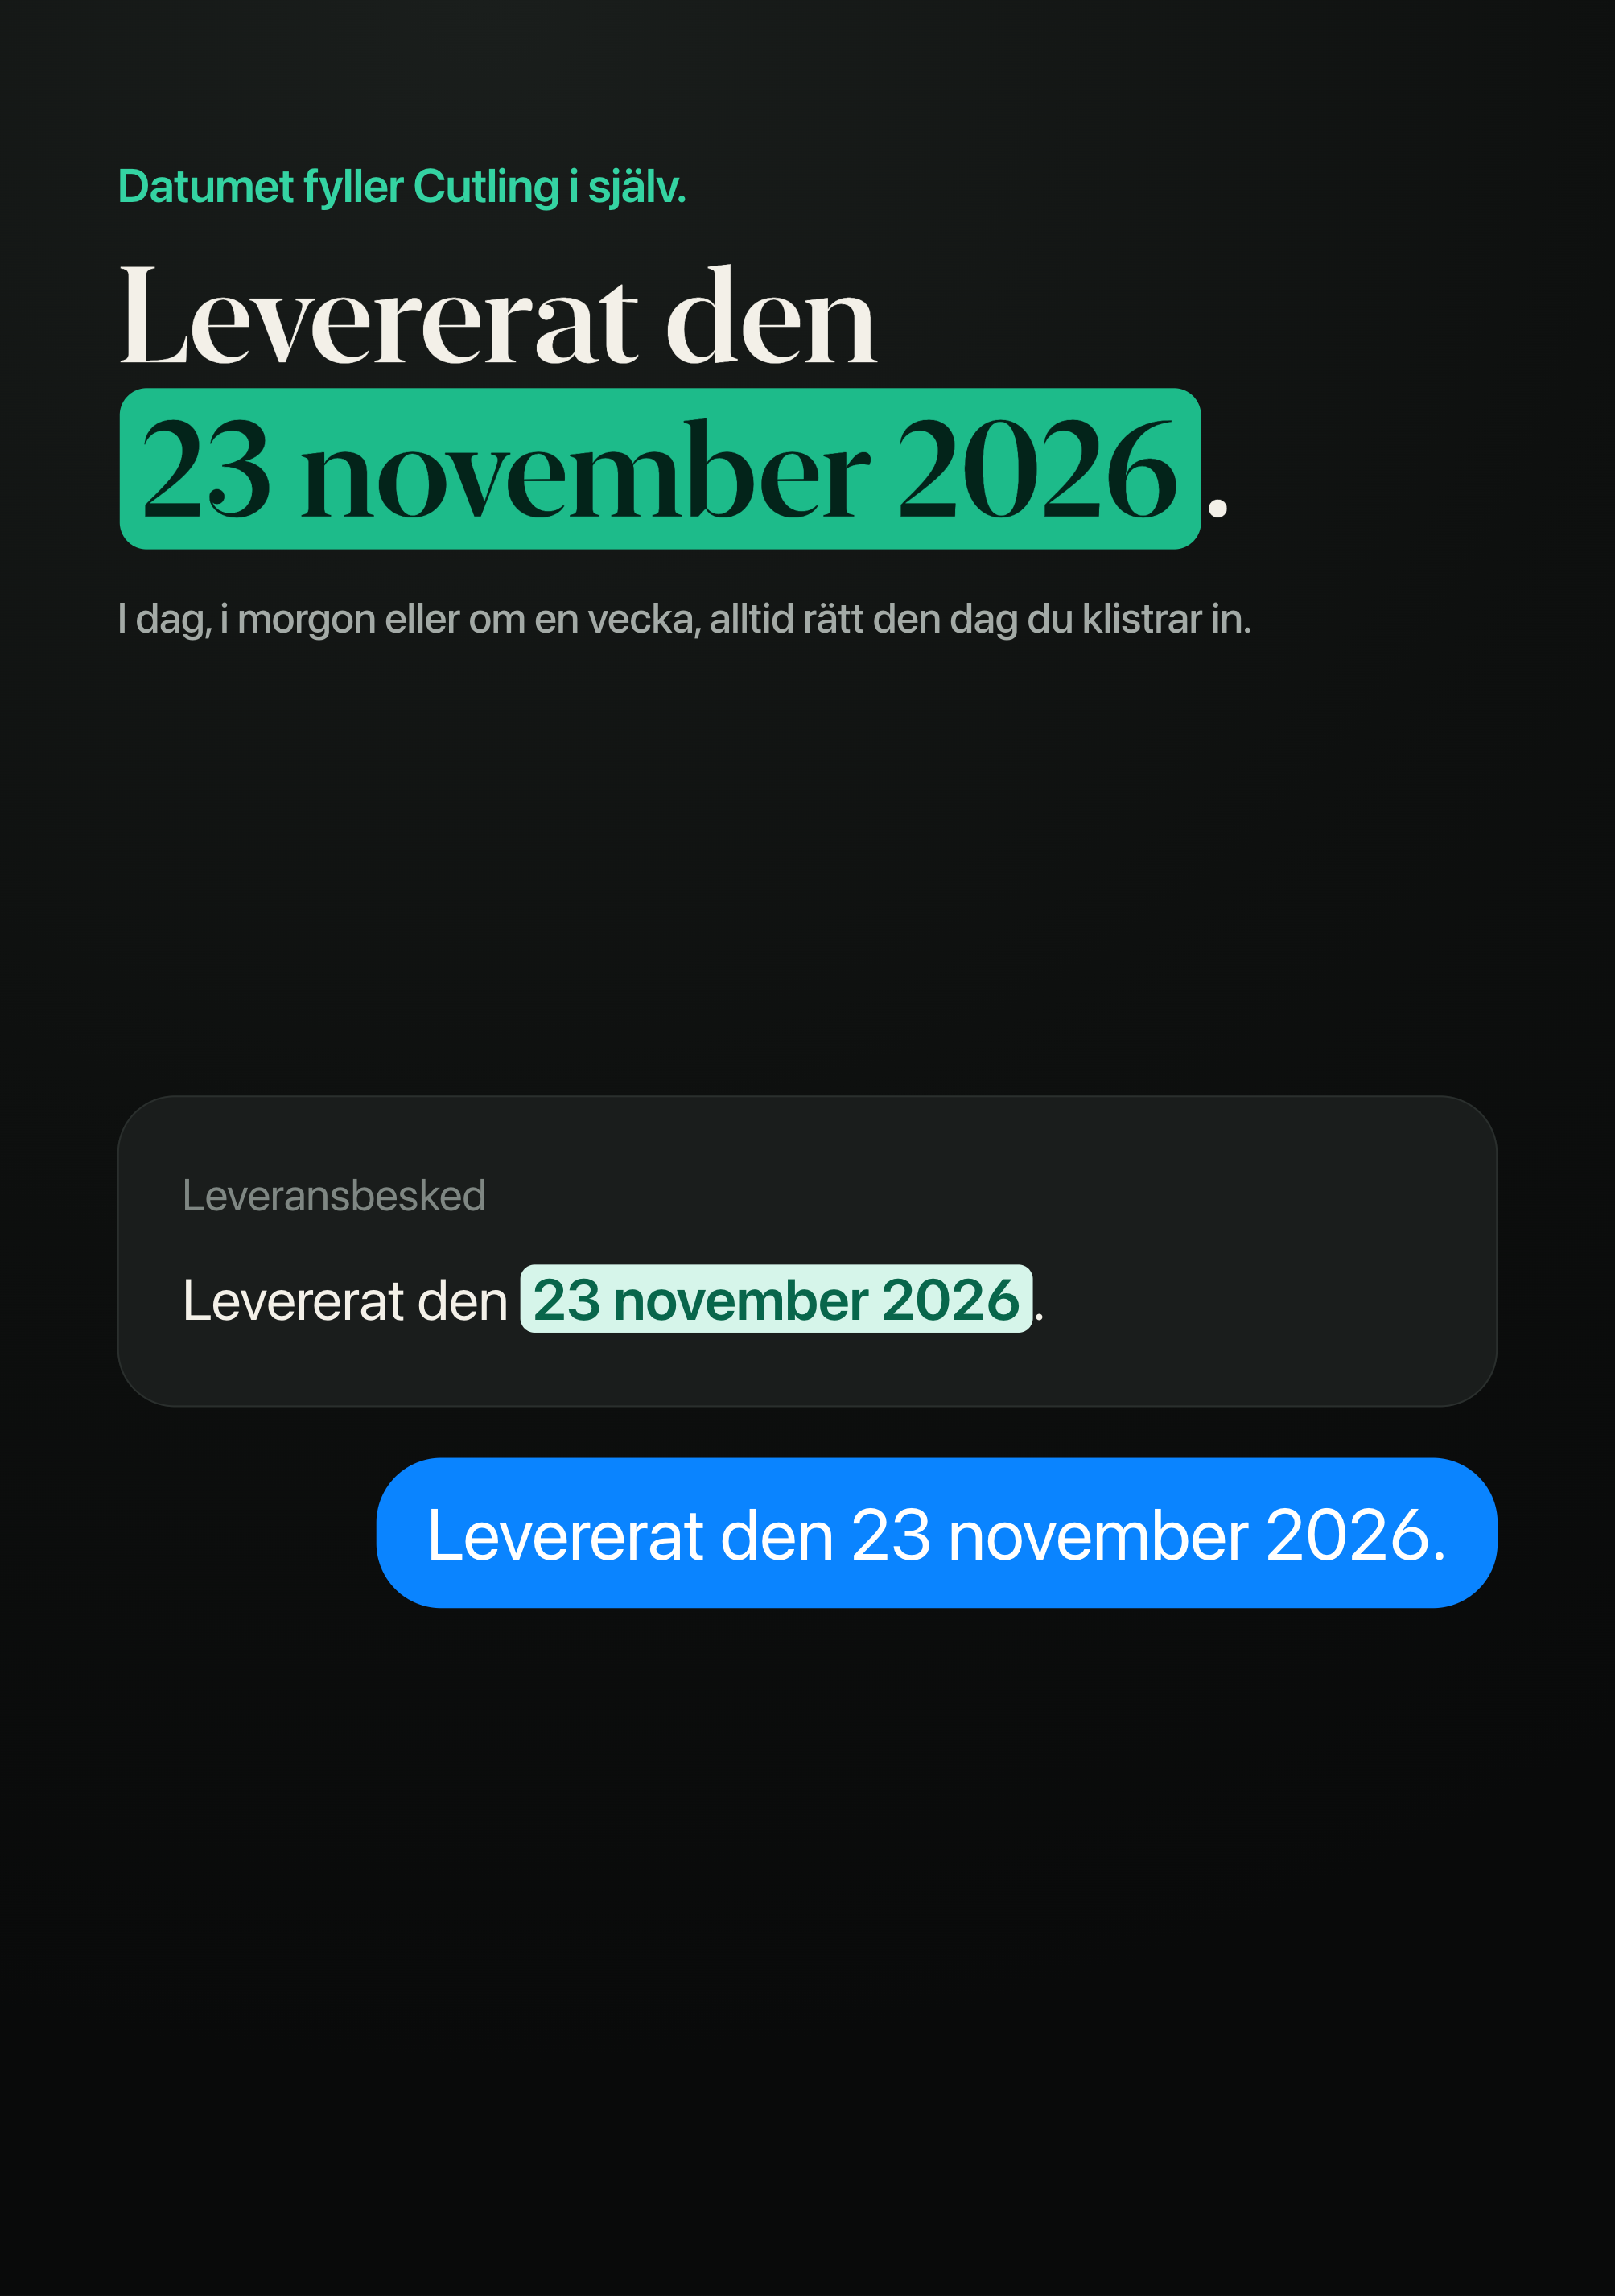 Datumet fyller Cutling i själv.
Levererat den
23 november 2026.
I dag, i morgon eller om en vecka, alltid rätt den dag du klistrar in.
Leveransbesked
Levererat den 23 november 2026.
Levererat den 23 november 2026.